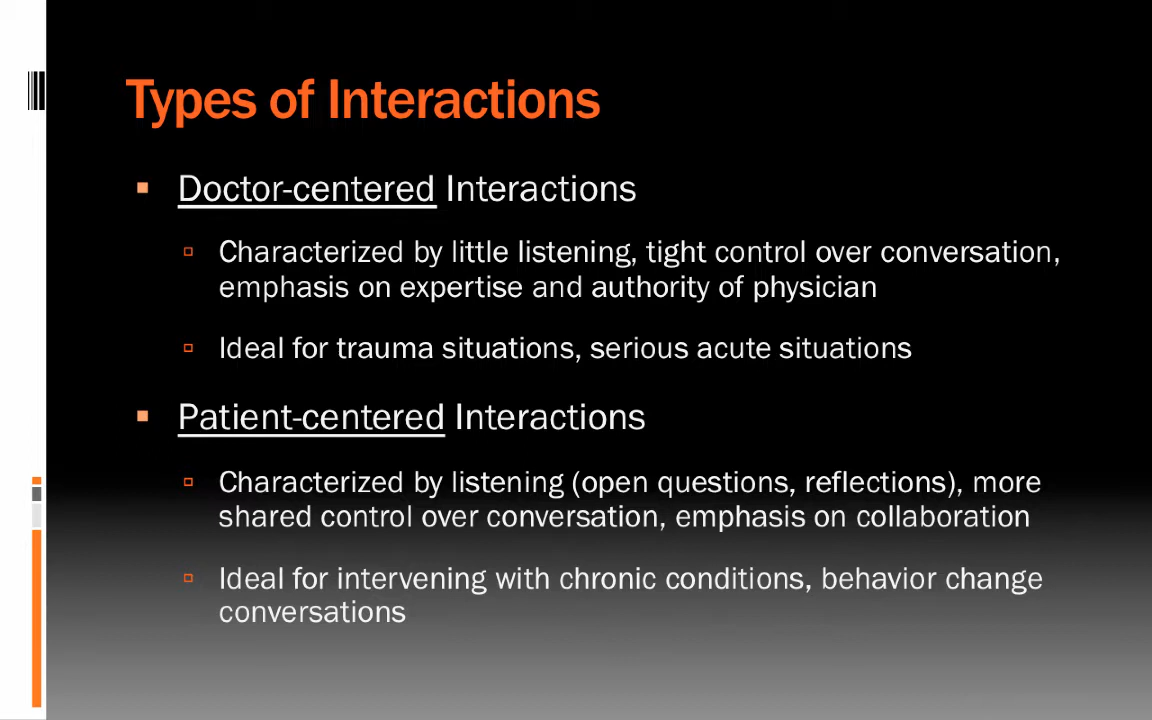 Types of Interactions
Doctor-centered Interactions
Characterized by little listening, tight control over conversation,
emphasis on expertise and authority of physician
Ideal for trauma situations, serious acute situations
Patient-centered Interactions
Characterized by listening (open questions, reflections), more
shared control over conversation, emphasis on collaboration
Ideal for intervening with chronic conditions, behavior change
conversations